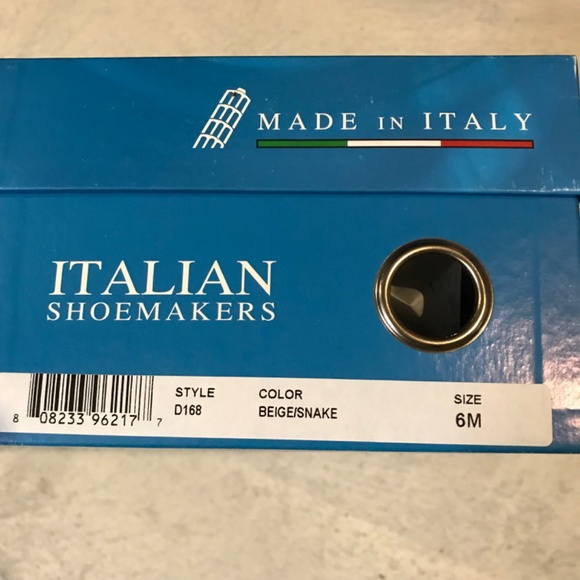 MADE IN ITALY
ITALIAN
SHOEMAKERS
STYLE COLOR SIZE
D168 BEIGE/SNAKE 6M
8 08233 96217 7